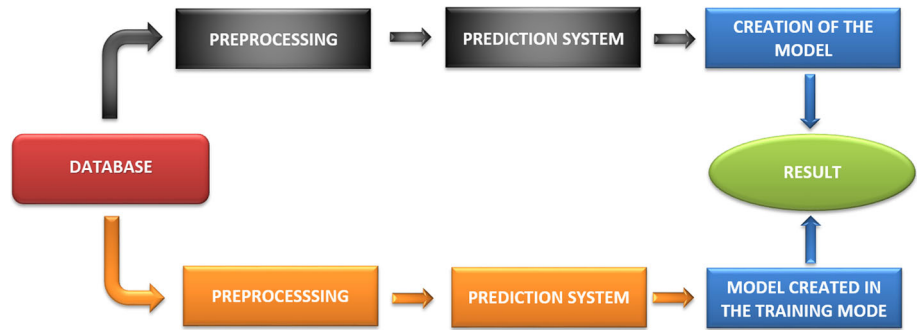 PREPROCESSING
PREDICTION SYSTEM
CREATION OF THE
MODEL
DATABASE
RESULT
PREPROCESSSING
PREDICTION SYSTEM
MODEL CREATED IN
THE TRAINING MODE